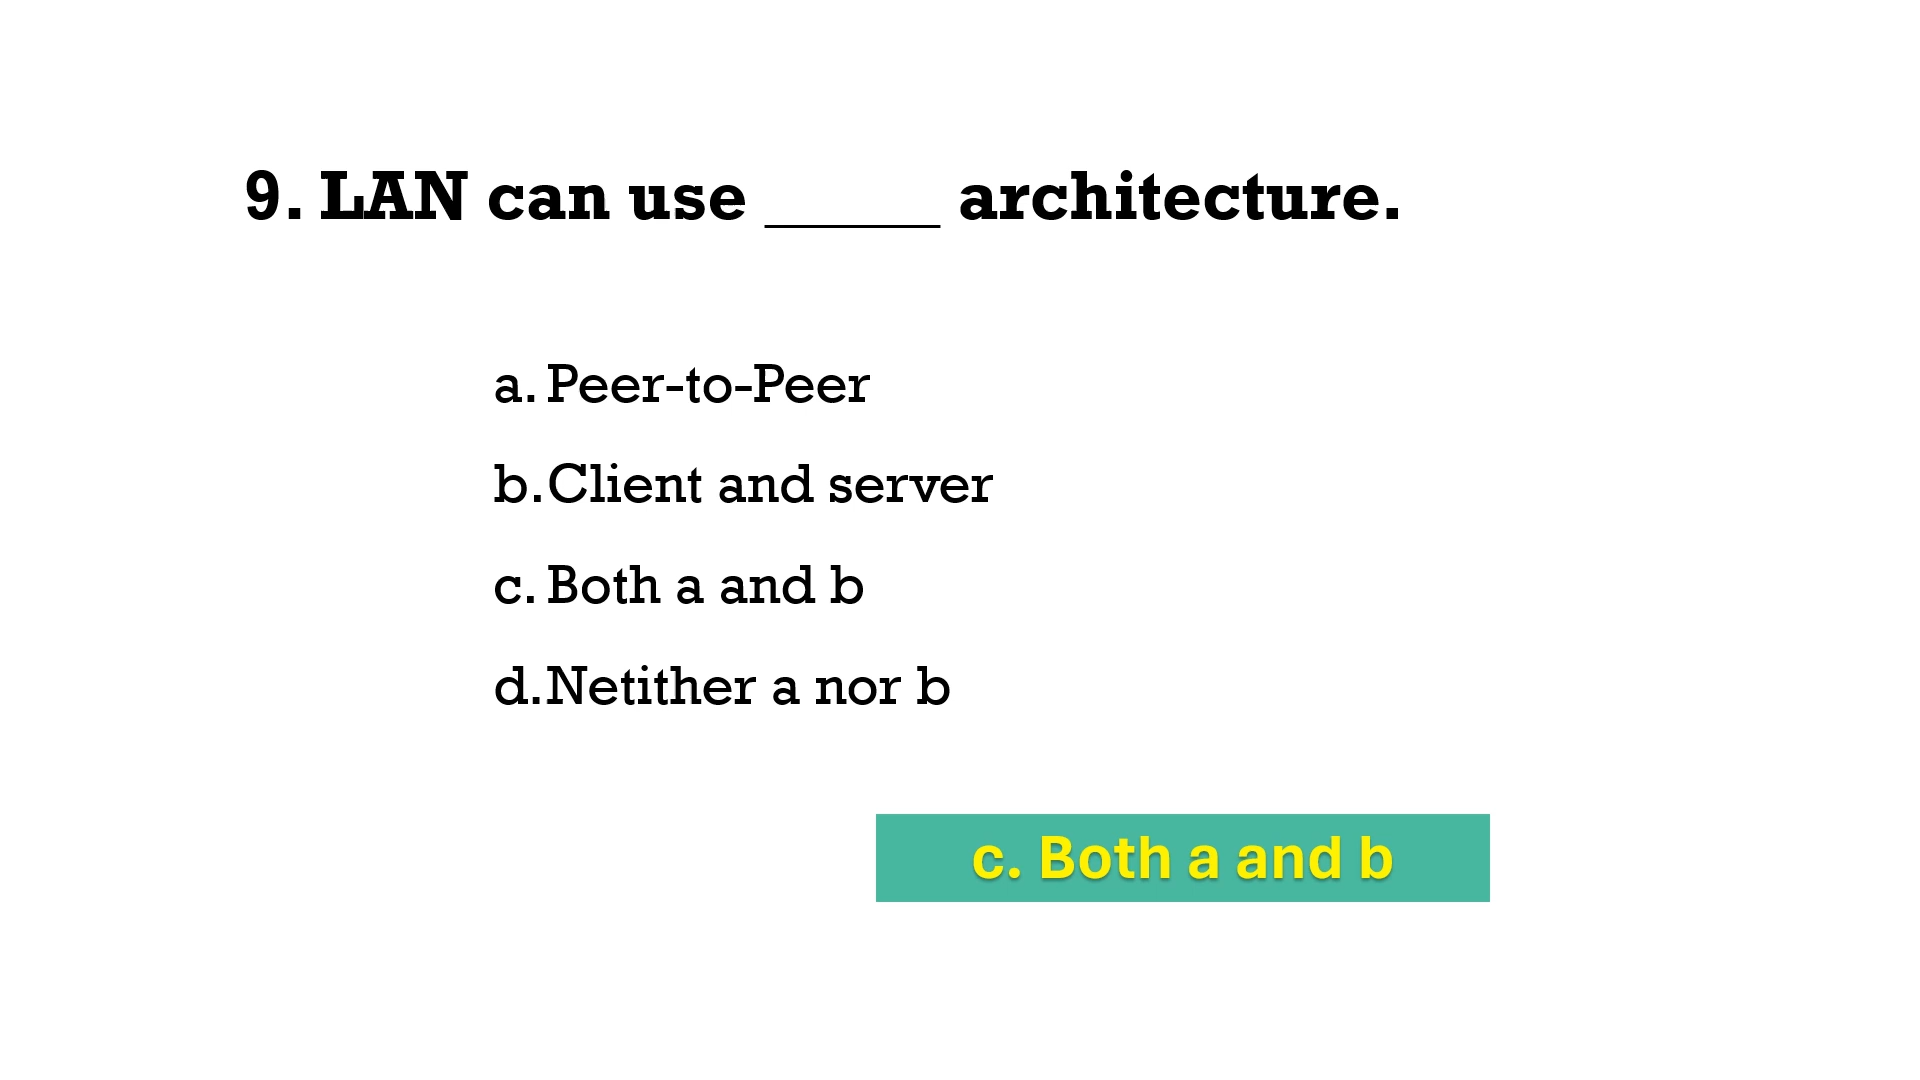 9. LAN can use _____ architecture.
a. Peer-to-Peer
b. Client and server
c. Both a and b
d. Netither a nor b
c. Both a and b